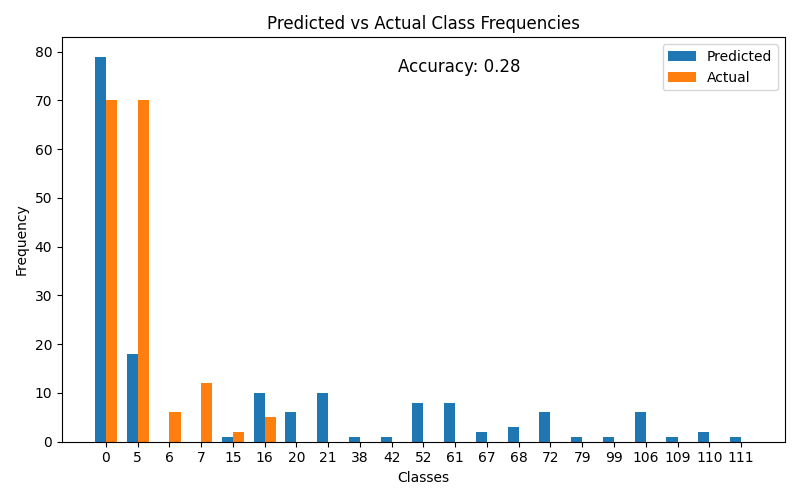 Predicted vs Actual Class Frequencies
Accuracy: 0.28
Predicted
Actual
Frequency
80
70
60
50
40
30
20
10
0
0 5 6 7 15 16 20 21 38 42 52 61 67 68 72 79 99 106 109 110 111
Classes